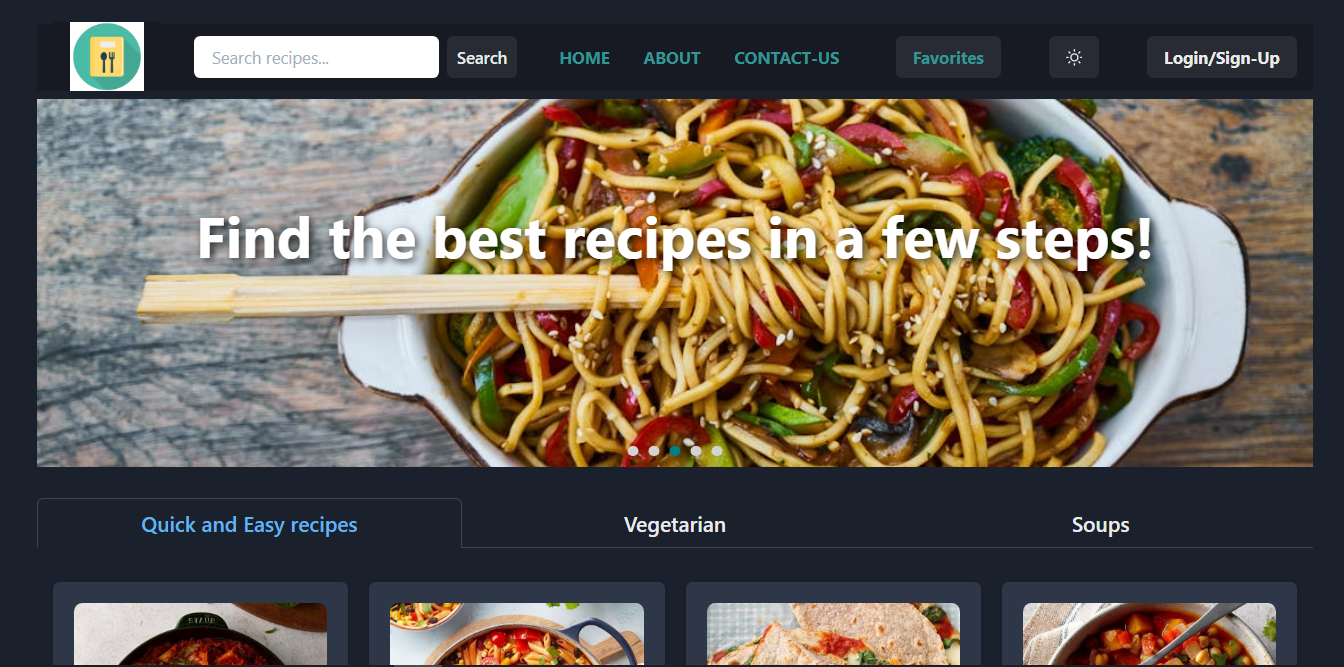 Search recipes... Search HOME ABOUT CONTACT-US Favorites Login/Sign-Up
Find the best recipes in a few steps!
Quick and Easy recipes Vegetarian Soups
STAUB